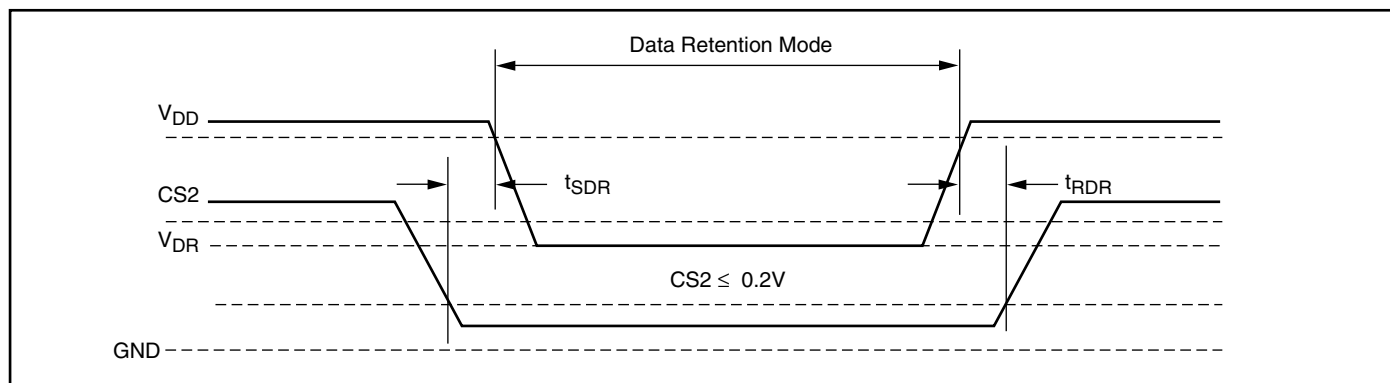 Data Retention Mode
VDD
tSDR
tRDR
CS2
VDR
CS2 ≤ 0.2V
GND